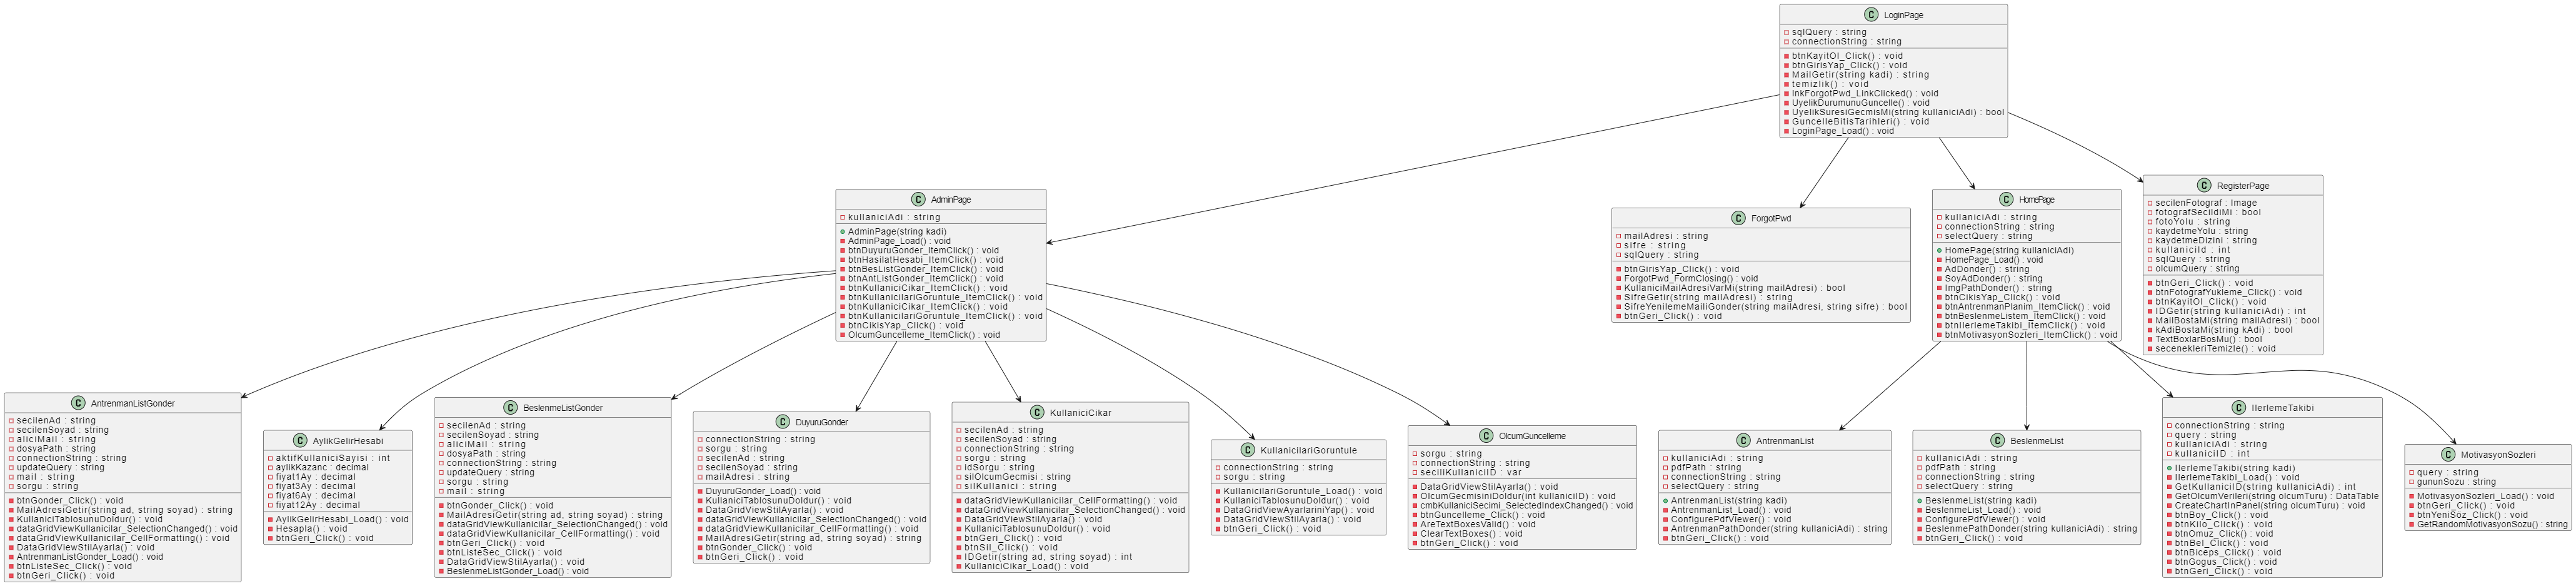 LoginPage
sqlQuery : string
connectionString : string
btnKayitOl_Click() : void
btnGirisYap_Click() : void
MailGetir(string kadi) : string
temizlik() : void
lnkForgotPwd_LinkClicked() : void
UyelikDurumunuGuncelle() : void
UyelikSuresiGecmisMi(string kullaniciAdi) : bool
GuncelleBitisTarihleri() : void
LoginPage_Load() : void
AdminPage
kullaniciAdi : string
AdminPage(string kadi)
AdminPage_Load() : void
btnDuyuruGonder_ItemClick() : void
btnHasilatHesabi_ItemClick() : void
btnBesListGonder_ItemClick() : void
btnAntListGonder_ItemClick() : void
btnKullaniciCikar_ItemClick() : void
btnKullanicilariGoruntule_ItemClick() : void
btnKullaniciCikar_ItemClick() : void
btnKullanicilariGoruntule_ItemClick() : void
btnCikisYap_Click() : void
OlcumGuncelleme_ItemClick() : void
ForgotPwd
mailAdresi : string
sifre : string
sqlQuery : string
btnGirisYap_Click() : void
ForgotPwd_FormClosing() : void
KullaniciMailAdresiVarMi(string mailAdresi) : bool
SifreGetir(string mailAdresi) : string
SifreYenilemeMailiGonder(string mailAdresi, string sifre) : bool
btnGeri_Click() : void
HomePage
kullaniciAdi : string
connectionString : string
selectQuery : string
HomePage(string kullaniciAdi)
HomePage_Load() : void
AdDonder() : string
SoyAdDonder() : string
ImgPathDonder() : string
btnCikisYap_Click() : void
btnAntrenmanPlanim_ItemClick() : void
btnBeslenmeListem_ItemClick() : void
btnIlerlemeTakibi_ItemClick() : void
btnMotivasyonSozleri_ItemClick() : void
RegisterPage
secilenFotograf : Image
fotografSecildiMi : bool
fotoYolu : string
kaydetmeYolu : string
kaydetmeDizini : string
kullaniciId : int
sqlQuery : string
olcumQuery : string
btnGeri_Click() : void
btnFotografYukleme_Click() : void
btnKayitOl_Click() : void
IDGetir(string kullaniciAdi) : int
MailBostaMi(string mailAdresi) : bool
kAdiBostaMi(string kAdi) : bool
TextBoxlarBosMu() : bool
secenekleriTemizle() : void
AntrenmanListGonder
secilenAd : string
secilenSoyad : string
aliciMail : string
dosyaPath : string
connectionString : string
updateQuery : string
mail : string
sorgu : string
btnGonder_Click() : void
MailAdresiGetir(string ad, string soyad) : string
KullaniciTablosunuDoldur() : void
dataGridViewKullanicilar_SelectionChanged() : void
dataGridViewKullanicilar_CellFormatting() : void
DataGridViewStilAyarla() : void
AntrenmanListGonder_Load() : void
btnListeSec_Click() : void
btnGeri_Click() : void
AylikGelirHesabi
aktifKullaniciSayisi : int
aylikKazanc : decimal
fiyat1Ay : decimal
fiyat3Ay : decimal
fiyat6Ay : decimal
fiyat12Ay : decimal
AylikGelirHesabi_Load() : void
Hesapla() : void
btnGeri_Click() : void
BeslenmeListGonder
secilenAd : string
secilenSoyad : string
aliciMail : string
dosyaPath : string
connectionString : string
updateQuery : string
sorgu : string
mail : string
btnGonder_Click() : void
MailAdresiGetir(string ad, string soyad) : string
dataGridViewKullanicilar_SelectionChanged() : void
dataGridViewKullanicilar_CellFormatting() : void
btnGeri_Click() : void
KullaniciTablosunuDoldur() : void
btnListeSec_Click() : void
DataGridViewStilAyarla() : void
BeslenmeListGonder_Load() : void
DuyuruGonder
connectionString : string
sorgu : string
secilenAd : string
secilenSoyad : string
mailAdresi : string
DuyuruGonder_Load() : void
KullaniciTablosunuDoldur() : void
DataGridViewStilAyarla() : void
dataGridViewKullanicilar_SelectionChanged() : void
dataGridViewKullanicilar_CellFormatting() : void
MailAdresiGetir(string ad, string soyad) : string
btnGonder_Click() : void
btnGeri_Click() : void
KullaniciCikar
secilenAd : string
secilenSoyad : string
connectionString : string
sorgu : string
idSorgu : string
silOlcumGecmisi : string
silKullanici : string
dataGridViewKullanicilar_CellFormatting() : void
dataGridViewKullanicilar_SelectionChanged() : void
DataGridViewStilAyarla() : void
KullaniciTablosunuDoldur() : void
btnGeri_Click() : void
btnSil_Click() : void
IDGetir(string ad, string soyad) : int
KullaniciCikar_Load() : void
KullanicilariGoruntule
connectionString : string
sorgu : string
KullanicilariGoruntule_Load() : void
KullaniciTablosunuDoldur() : void
DataGridViewAyarlariniYap() : void
DataGridViewStilAyarla() : void
btnGeri_Click() : void
OlcumGuncelleme
sorgu : string
connectionString : string
seciliKullaniciID : var
DataGridViewStilAyarla() : void
OlcumGecmisiniDoldur(int kullaniciID) : void
cmbKullaniciSecimi_SelectedIndexChanged() : void
btnGuncelleme_Click() : void
AreTextBoxesValid() : void
ClearTextBoxes() : void
btnGeri_Click() : void
AntrenmanList
kullaniciAdi : string
pdfPath : string
connectionString : string
selectQuery : string
AntrenmanList(string kadi)
AntrenmanList_Load() : void
ConfigurePdfViewer() : void
AntrenmanPathDonder(string kullaniciAdi) : string
btnGeri_Click() : void
BeslenmeList
kullaniciAdi : string
pdfPath : string
connectionString : string
selectQuery : string
BeslenmeList(string kadi)
BeslenmeList_Load() : void
ConfigurePdfViewer() : void
BeslenmePathDonder(string kullaniciAdi) : string
btnGeri_Click() : void
IlerlemeTakibi
connectionString : string
query : string
kullaniciAdi : string
kullaniciID : int
IlerlemeTakibi(string kadi)
IlerlemeTakibi_Load() : void
GetKullaniciID(string kullaniciAdi) : int
GetOlcumVerileri(string olcumTuru) : DataTable
CreateChartInPanel(string olcumTuru) : void
btnBoy_Click() : void
btnKilo_Click() : void
btnOmuz_Click() : void
btnBel_Click() : void
btnBiceps_Click() : void
btnGogus_Click() : void
btnGeri_Click() : void
MotivasyonSozleri
query : string
gununSozu : string
MotivasyonSozleri_Load() : void
btnGeri_Click() : void
btnYeniSoz_Click() : void
GetRandomMotivasyonSozu() : string